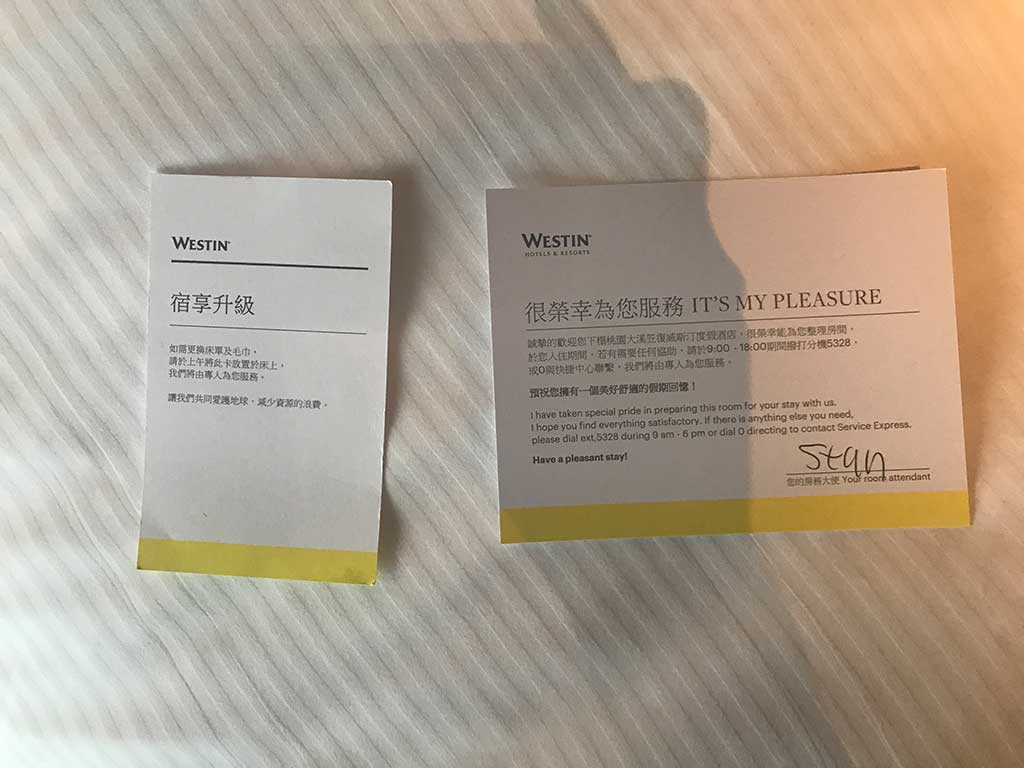 WESTIN
宿享升級
如需更換床單及毛巾，
請於上午將此卡放置於床上，
我們將由專人為您服務。
讓我們共同愛護地球，減少資源的浪費。
WESTIN
HOTELS & RESORTS
很榮幸為您服務 IT'S MY PLEASURE
誠摯的歡迎您下榻桃園大溪笠復威斯汀度假酒店，很榮幸能為您整理房間，
於您入住期間，若有需要任何協助，請於9:00 - 18:00期間撥打分機5328，
或0與快捷中心聯繫，我們將由專人為您服務。
預祝您擁有一個美好舒適的假期回憶！
I have taken special pride in preparing this room for your stay with us.
I hope you find everything satisfactory. If there is anything else you need,
please dial ext.5328 during 9 am - 6 pm or dial 0 directing to contact Service Express.
Have a pleasant stay!
Stan
您的房務大使 Your room attendant